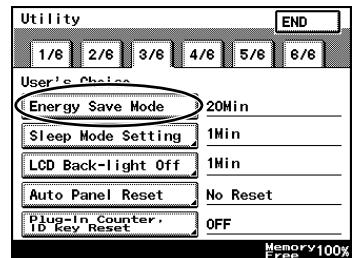 Utility END
1/6 2/6 3/6 4/6 5/6 6/6
User's Choice
Energy Save Mode 20Min
Sleep Mode Setting 1Min
LCD Back-light Off 1Min
Auto Panel Reset No Reset
Plug-In Counter,
ID key Reset OFF
Memory
Free 100%